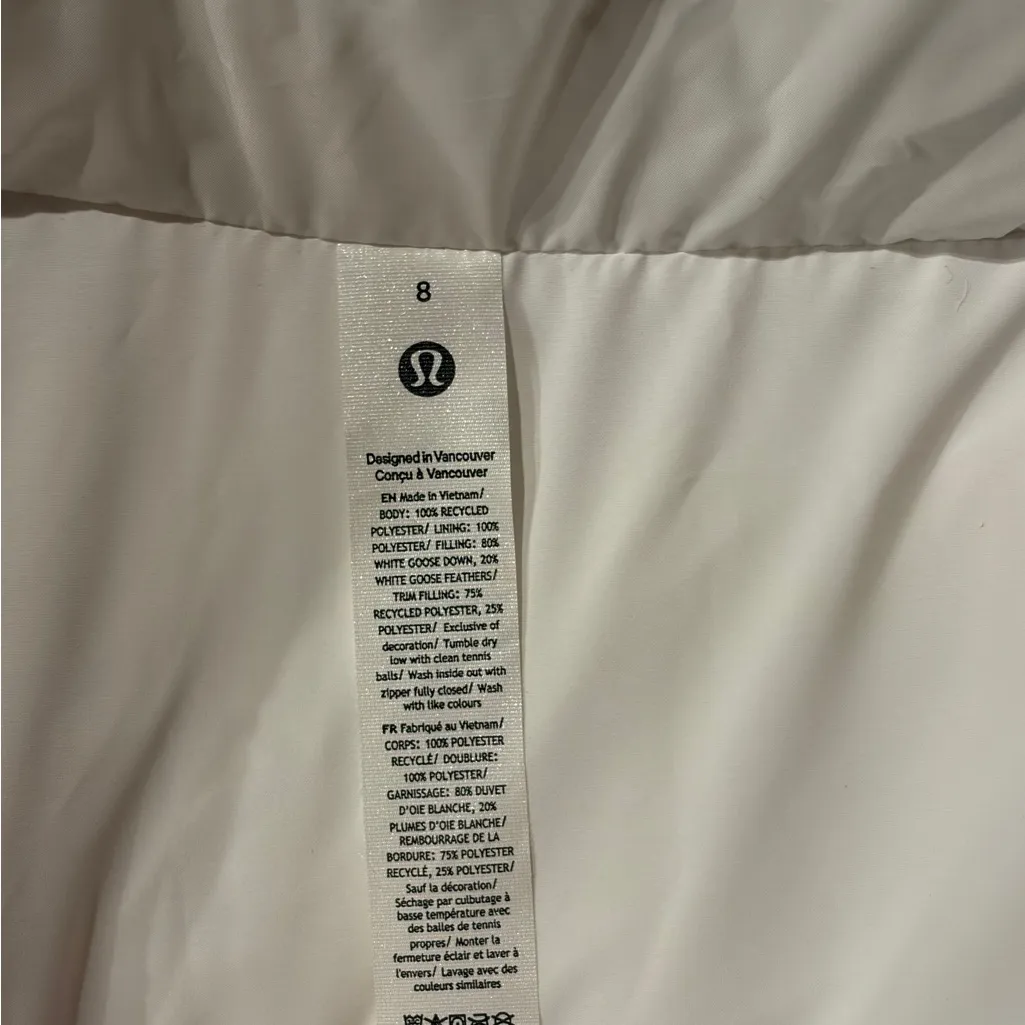 8
Designed in Vancouver
Conçu à Vancouver
EN Made in Vietnam/
BODY: 100% RECYCLED
POLYESTER/ LINING: 100%
POLYESTER/ FILLING: 80%
WHITE GOOSE DOWN, 20%
WHITE GOOSE FEATHERS/
TRIM FILLING: 75%
RECYCLED POLYESTER, 25%
POLYESTER/ Exclusive of
decoration/ Tumble dry
low with clean tennis
balls/ Wash inside out with
zipper fully closed/ Wash
with like colours
FR Fabriqué au Vietnam/
CORPS: 100% POLYESTER
RECYCLÉ/ DOUBLURE:
100% POLYESTER/
GARNISSAGE: 80% DUVET
D'OIE BLANCHE, 20%
PLUMES D'OIE BLANCHE/
REMBOURRAGE DE LA
BORDURE: 75% POLYESTER
RECYCLÉ, 25% POLYESTER/
Sauf la décoration/
Séchage par culbutage à
basse température avec
des balles de tennis
propres/ Monter la
fermeture éclair et laver à
l'envers/ Lavage avec des
couleurs similaires